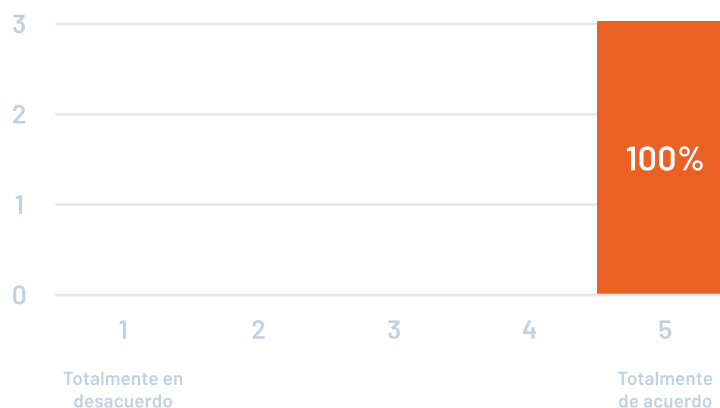 3
2
100%
1
0
1 2 3 4 5
Totalmente en
desacuerdo
Totalmente
de acuerdo